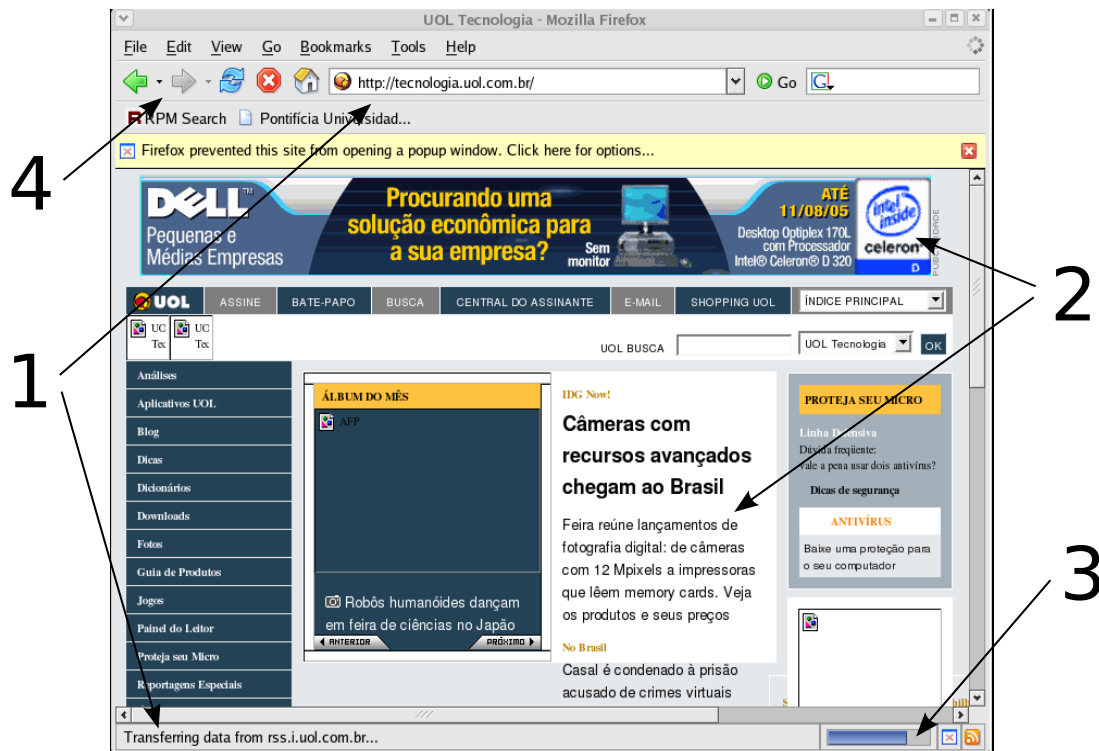 UOL Tecnologia - Mozilla Firefox
File Edit View Go Bookmarks Tools Help
http://tecnologia.uol.com.br/ Go G
RPM Search Pontifícia Universidad...
Firefox prevented this site from opening a popup window. Click here for options...
4
DELL™
Pequenas e
Médias Empresas
Procurando uma
solução econômica para
a sua empresa?
Sem
monitor
ATÉ
11/08/05
Desktop
Optiplex 170L
com
Processador
Intel® Celeron® D 320
intel
inside
celeron
D
PUBLICIDADE
2
UOL ASSINE BATE-PAPO BUSCA CENTRAL DO ASSINANTE E-MAIL SHOPPING UOL ÍNDICE PRINCIPAL
UC
Tex
UC
Tex
UOL BUSCA UOL Tecnologia OK
1
Análises
Aplicativos UOL
Blog
Dicas
Dicionários
Downloads
Fotos
Guia de Produtos
Jogos
Painel do Leitor
Proteja seu Micro
Reportagens Especiais
ÁLBUM DO MÊS
AFP
Robôs humanóides dançam
em feira de ciências no Japão
ANTERIOR PRÓXIMO
IDG Now!
Câmeras com
recursos avançados
chegam ao Brasil
Feira reúne lançamentos de
fotografia digital: de câmeras
com 12 Mpixels a impressoras
que lêem memory cards. Veja
os produtos e seus preços
No Brasil
Casal é condenado à prisão
acusado de crimes virtuais
PROTEJA SEU MICRO
Linha Defensiva
Dúvida freqüente:
vale a pena usar dois antivírus?
Dicas de segurança
ANTIVÍRUS
Baixe uma proteção para
o seu computador
3
Transferring data from rss.i.uol.com.br...